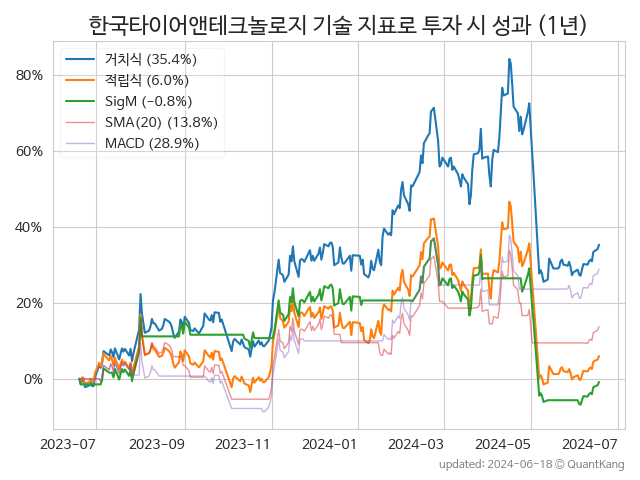 한국타이어앤테크놀로지 기술 지표로 투자 시 성과 (1년)
거치식 (35.4%)
적립식 (6.0%)
SigM (−0.8%)
SMA(20) (13.8%)
MACD (28.9%)
80%
60%
40%
20%
0%
2023-07 2023-09 2023-11 2024-01 2024-03 2024-05 2024-07
updated: 2024-06-18 © QuantKang